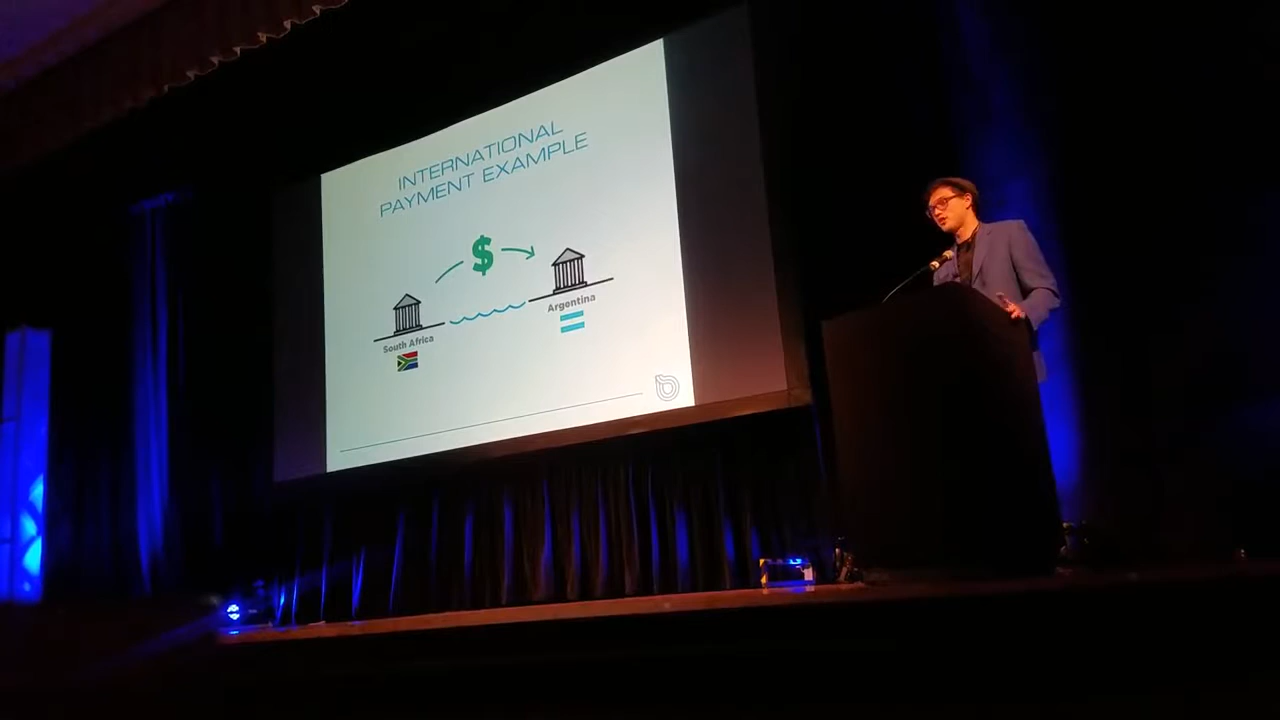 INTERNATIONAL
PAYMENT EXAMPLE
$
South Africa
Argentina